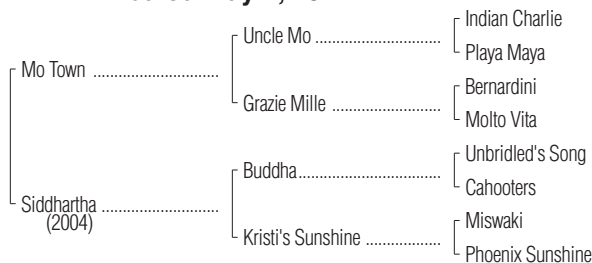 Indian Charlie
Uncle Mo
Playa Maya
Mo Town
Bernardini
Grazie Mille
Molto Vita
Unbridled's Song
Buddha
Cahooters
Siddhartha
(2004)
Miswaki
Kristi's Sunshine
Phoenix Sunshine